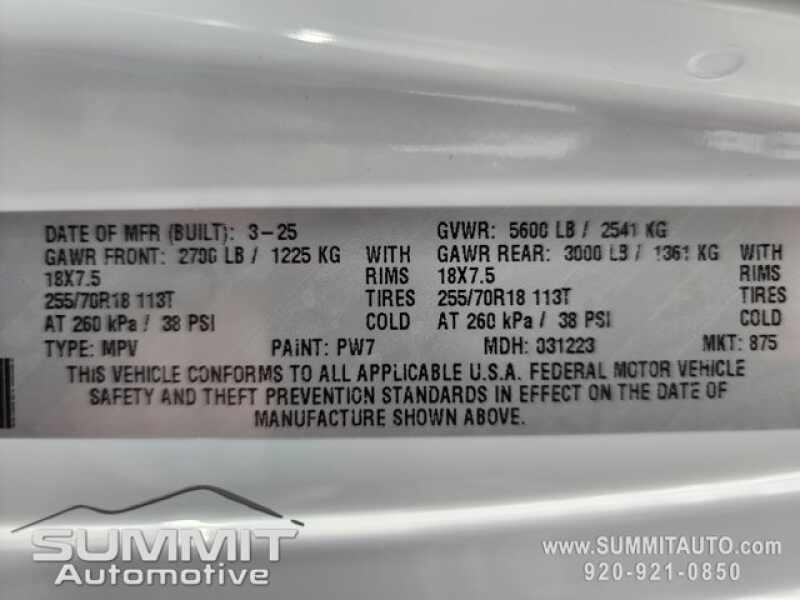 DATE OF MFR (BUILT): 3-25 GVWR: 5600 LB / 2541 KG
GAWR FRONT: 2700 LB / 1225 KG WITH GAWR REAR: 3000 LB / 1361 KG WITH
18X7.5 RIMS 18X7.5 RIMS
255/70R18 113T TIRES 255/70R18 113T TIRES
AT 260 kPa / 38 PSI COLD AT 260 kPa / 38 PSI COLD
TYPE: MPV PAINT: PW7 MDH: 031223 MKT: 875
THIS VEHICLE CONFORMS TO ALL APPLICABLE U.S.A. FEDERAL MOTOR VEHICLE
SAFETY AND THEFT PREVENTION STANDARDS IN EFFECT ON THE DATE OF
MANUFACTURE SHOWN ABOVE.
SUMMIT
Automotive
www.SUMMITAUTO.com
920-921-0850